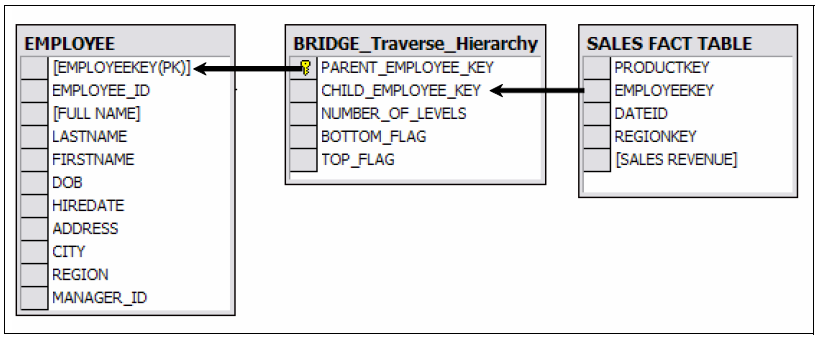 EMPLOYEE
[EMPLOYEEKEY(PK)]
EMPLOYEE_ID
[FULL NAME]
LASTNAME
FIRSTNAME
DOB
HIREDATE
ADDRESS
CITY
REGION
MANAGER_ID
BRIDGE_Traverse_Hierarchy
PARENT_EMPLOYEE_KEY
CHILD_EMPLOYEE_KEY
NUMBER_OF_LEVELS
BOTTOM_FLAG
TOP_FLAG
SALES FACT TABLE
PRODUCTKEY
EMPLOYEEKEY
DATEID
REGIONKEY
[SALES REVENUE]